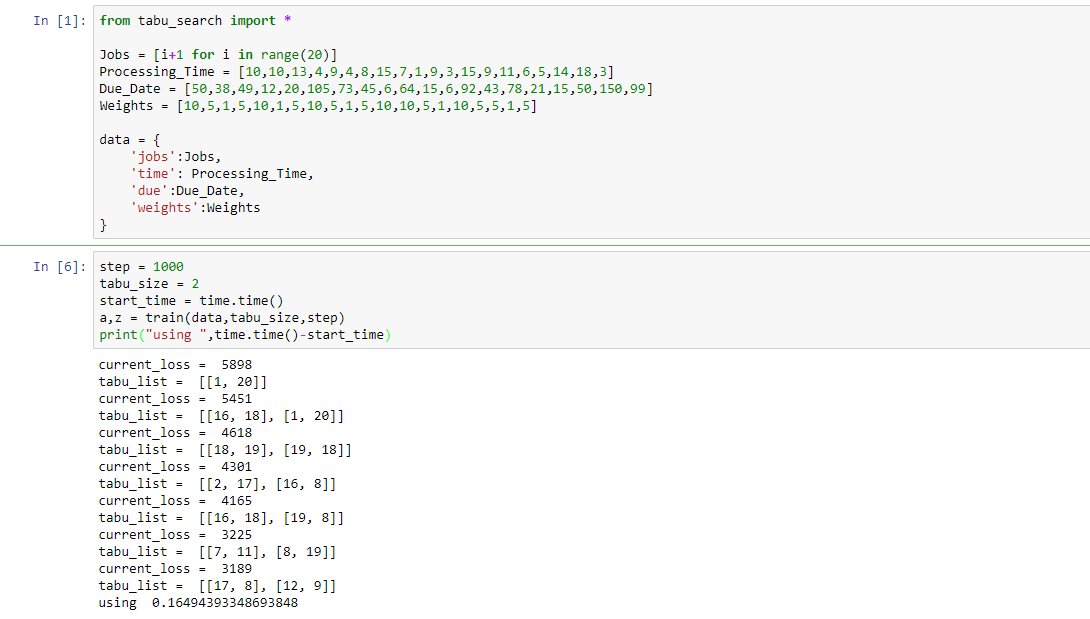 In [1]: from tabu_search import *
Jobs = [i+1 for i in range(20)]
Processing_Time = [10,10,13,4,9,4,8,15,7,1,9,3,15,9,11,6,5,14,18,3]
Due_Date = [50,38,49,12,20,105,73,45,6,64,15,6,92,43,78,21,15,50,150,99]
Weights = [10,5,1,5,10,1,5,10,5,1,5,10,10,5,1,10,5,5,1,5]
data = {
'jobs':Jobs,
'time': Processing_Time,
'due':Due_Date,
'weights':Weights
}
In [6]: step = 1000
tabu_size = 2
start_time = time.time()
a,z = train(data,tabu_size,step)
print("using ",time.time()-start_time)
current_loss =  5898
tabu_list =  [[1, 20]]
current_loss =  5451
tabu_list =  [[16, 18], [1, 20]]
current_loss =  4618
tabu_list =  [[18, 19], [19, 18]]
current_loss =  4301
tabu_list =  [[2, 17], [16, 8]]
current_loss =  4165
tabu_list =  [[16, 18], [19, 8]]
current_loss =  3225
tabu_list =  [[7, 11], [8, 19]]
current_loss =  3189
tabu_list =  [[17, 8], [12, 9]]
using  0.16494393348693848